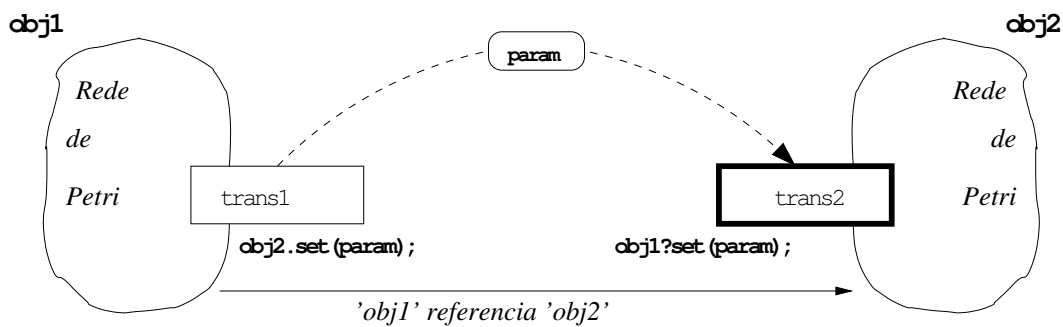 obj1
obj2
param
Rede
de
Petri
trans1
obj2.set(param);
Rede
de
Petri
trans2
obj1?set(param);
'obj1' referencia 'obj2'